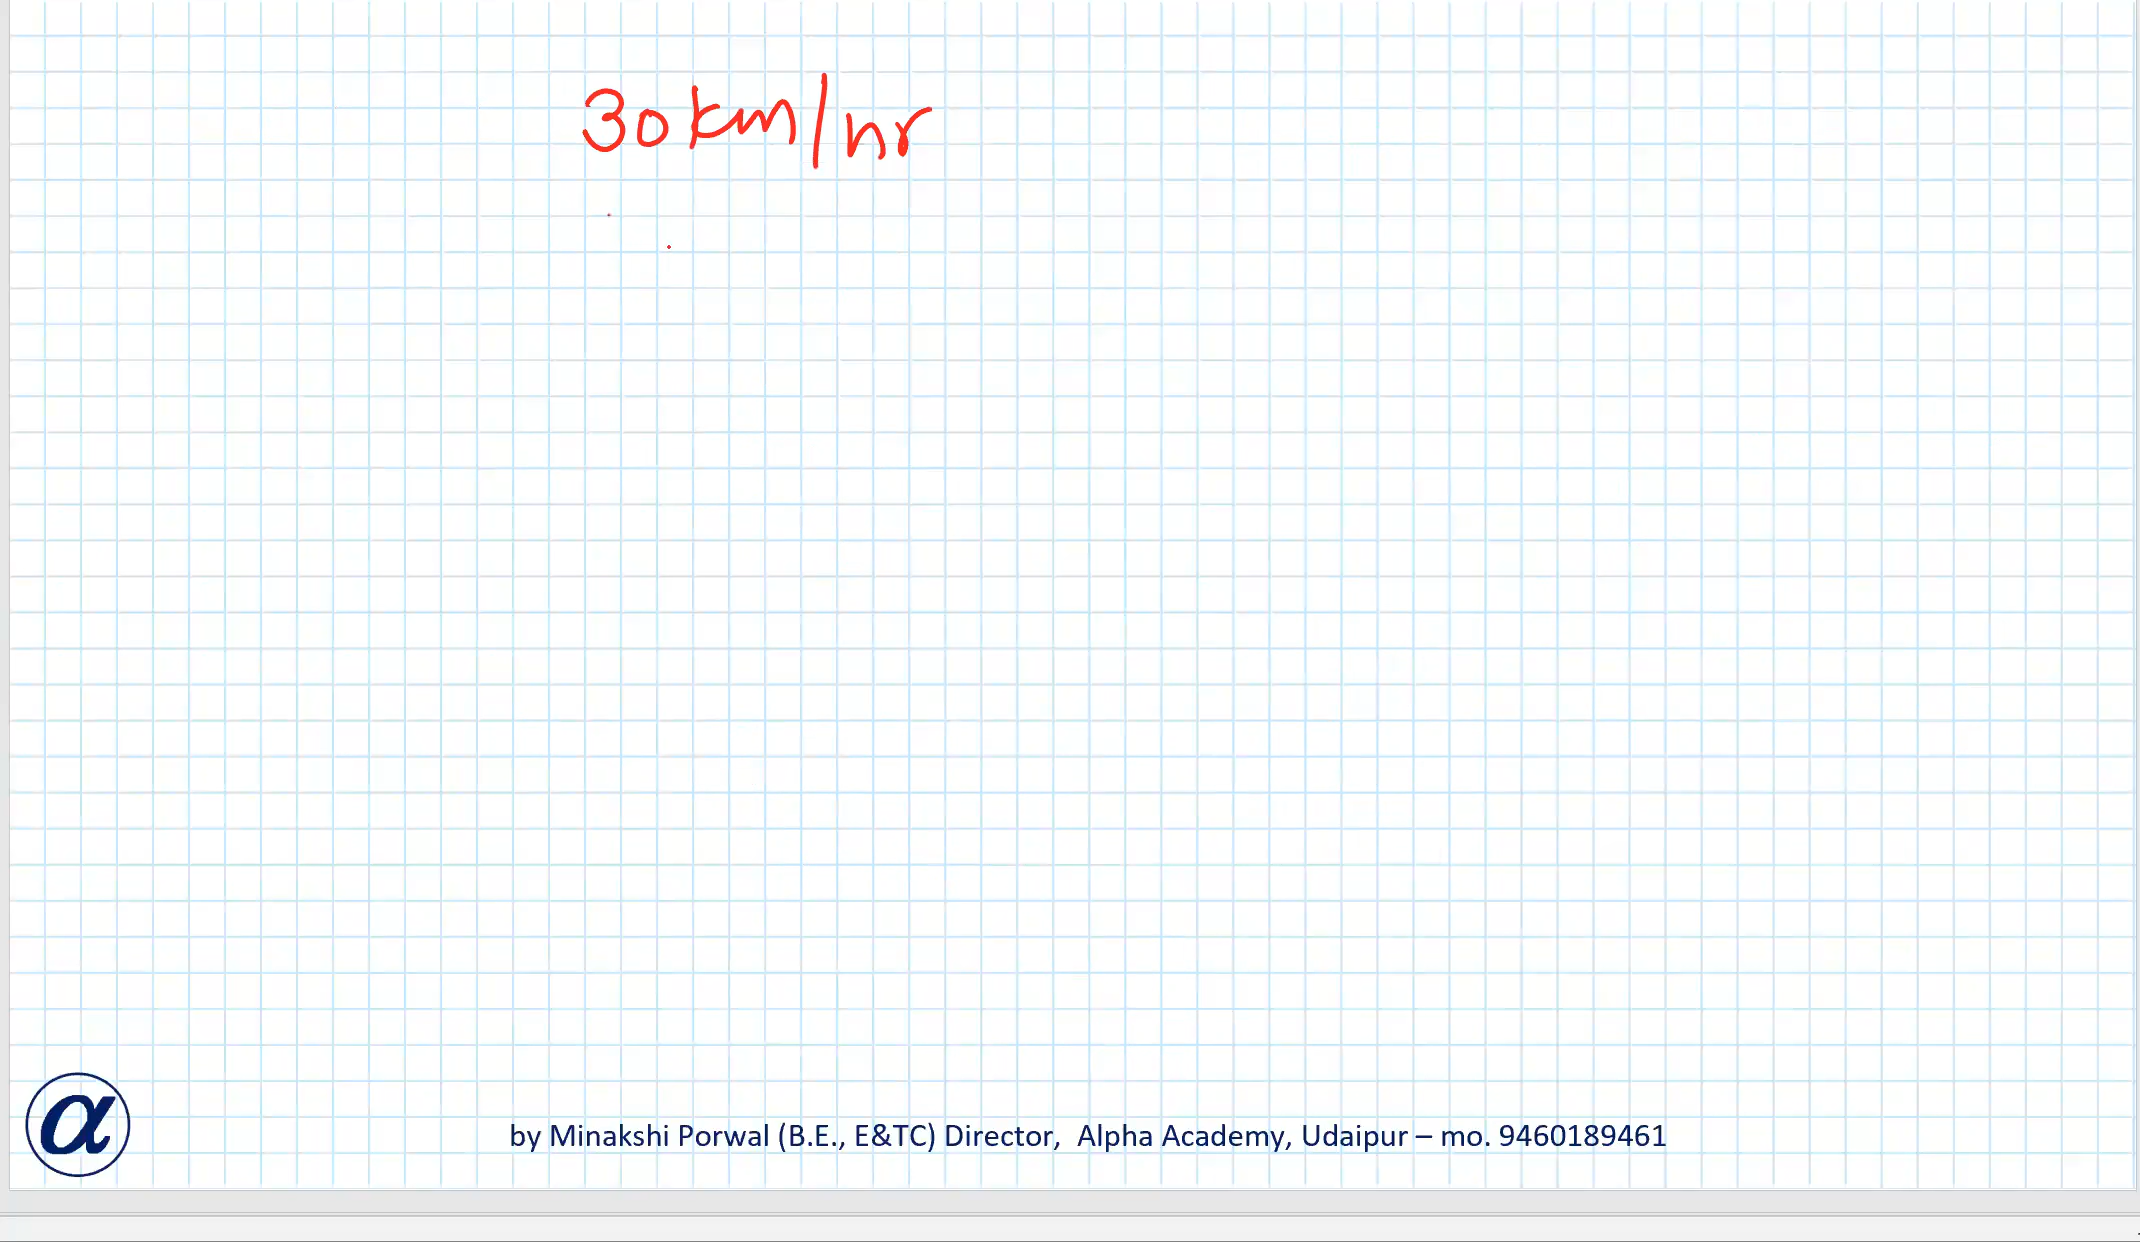 30 km/hr
α
by Minakshi Porwal (B.E., E&TC) Director, Alpha Academy, Udaipur – mo. 9460189461